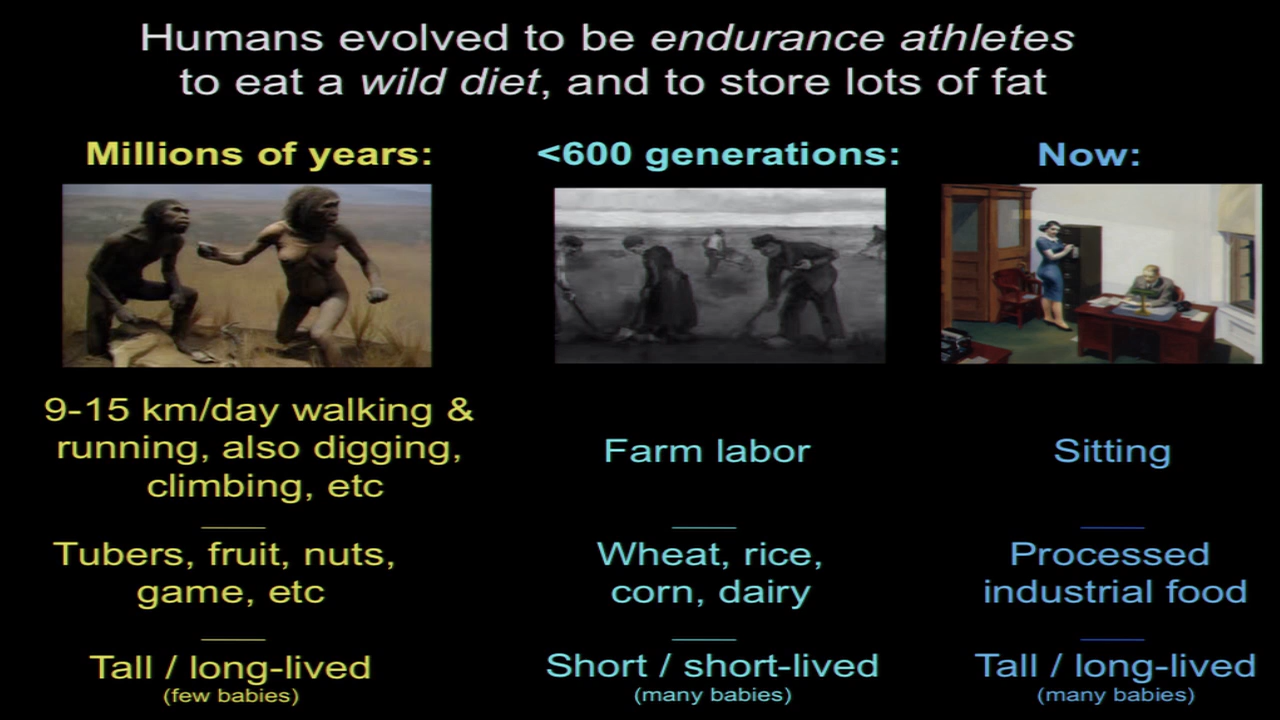 Humans evolved to be endurance athletes
to eat a wild diet, and to store lots of fat
Millions of years:
9-15 km/day walking &
running, also digging,
climbing, etc
Tubers, fruit, nuts,
game, etc
Tall / long-lived
(few babies)
<600 generations:
Farm labor
Wheat, rice,
corn, dairy
Short / short-lived
(many babies)
Now:
Sitting
Processed
industrial food
Tall / long-lived
(many babies)